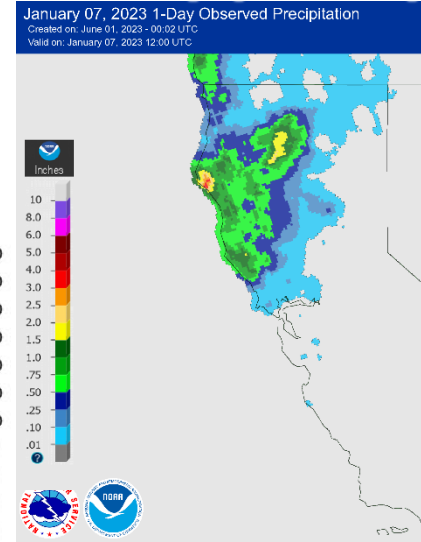 January 07, 2023 1-Day Observed Precipitation
Created on: June 01, 2023 - 00:02 UTC
Valid on: January 07, 2023 12:00 UTC
Inches
10
8.0
6.0
5.0
4.0
3.0
2.5
2.0
1.5
1.0
.75
.50
.25
.10
.01
?
NATIONAL
SERVICE
NOAA